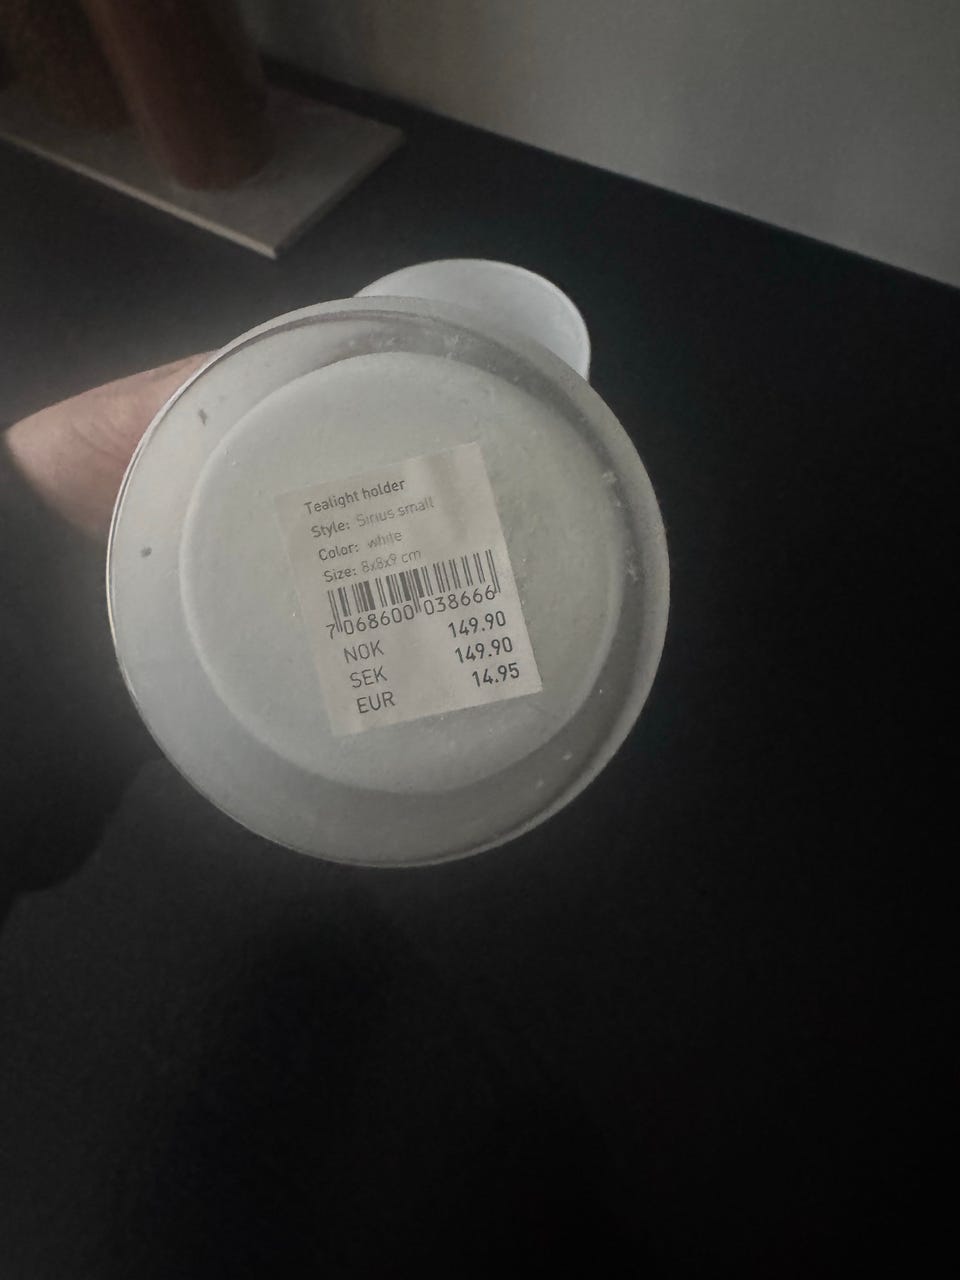 Tealight holder
Style: Sirius small
Color: white
Size: 8x8x9 cm
7 068600 038666
NOK 149.90
SEK 149.90
EUR 14.95